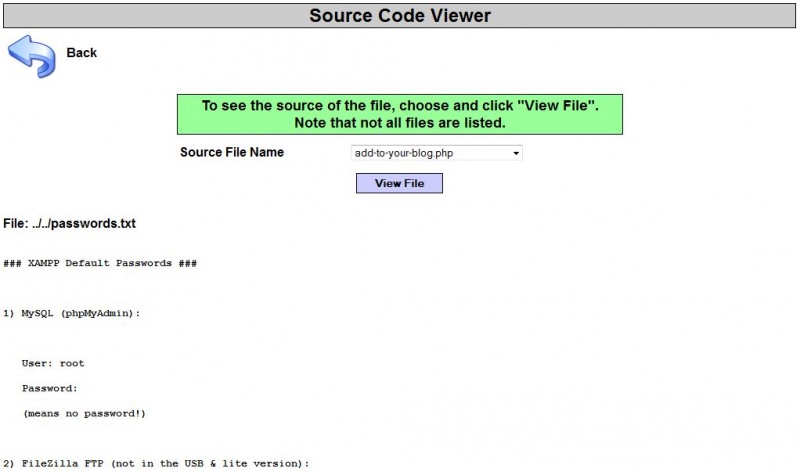 Source Code Viewer
Back
To see the source of the file, choose and click "View File".
Note that not all files are listed.
Source File Name
add-to-your-blog.php
View File
File: ../../passwords.txt
### XAMPP Default Passwords ###
1) MySQL (phpMyAdmin):
User: root
Password:
(means no password!)
2) FileZilla FTP (not in the USB & lite version):